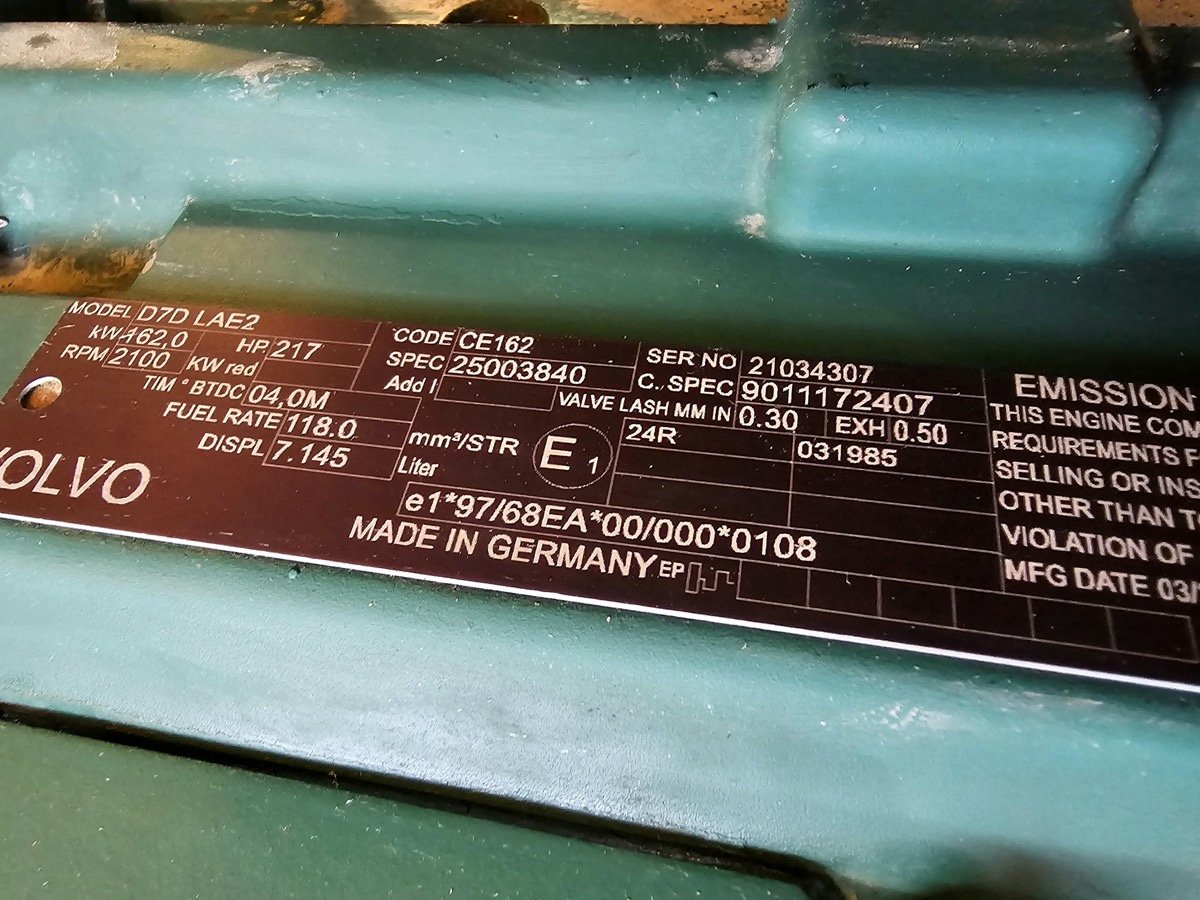 MODEL D7D LAE2
kW 162,0 HP 217
RPM 2100 KW red
TIM ° BTDC 04,0M
FUEL RATE 118.0 mm³/STR
DISPL 7.145 Liter
VOLVO
CODE CE162
SPEC 25003840
Add I
SER NO 21034307
C. SPEC 9011172407
VALVE LASH MM IN 0.30 EXH 0.50
E 1
24R 031985
e1*97/68EA*00/000*0108
MADE IN GERMANY EP
EMISSION
THIS ENGINE COM
REQUIREMENTS F
SELLING OR INS
OTHER THAN T
VIOLATION OF
MFG DATE 03/